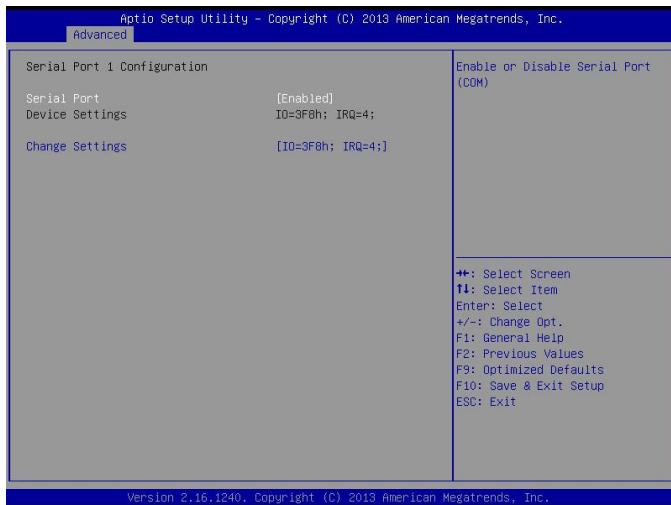 Aptio Setup Utility – Copyright (C) 2013 American Megatrends, Inc.
Advanced
Serial Port 1 Configuration
Serial Port [Enabled]
Device Settings IO=3F8h; IRQ=4;
Change Settings [IO=3F8h; IRQ=4;]
Enable or Disable Serial Port
(COM)
→←: Select Screen
↑↓: Select Item
Enter: Select
+/-: Change Opt.
F1: General Help
F2: Previous Values
F9: Optimized Defaults
F10: Save & Exit Setup
ESC: Exit
Version 2.16.1240. Copyright (C) 2013 American Megatrends, Inc.